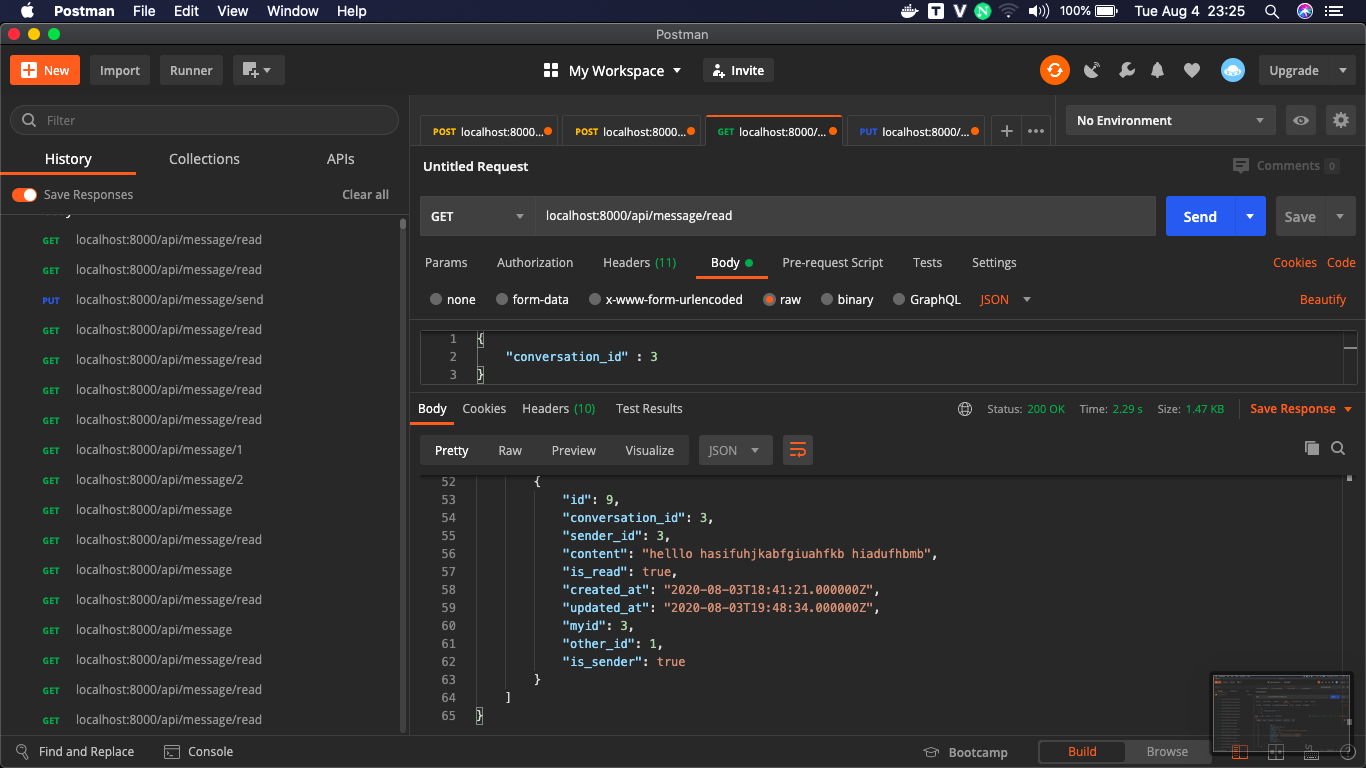 Postman File Edit View Window Help 100% Tue Aug 4 23:25
Postman
New Import Runner My Workspace Invite Upgrade
Filter
History Collections APIs
Save Responses Clear all
GET localhost:8000/api/message/read
GET localhost:8000/api/message/read
PUT localhost:8000/api/message/send
GET localhost:8000/api/message/read
GET localhost:8000/api/message/read
GET localhost:8000/api/message/read
GET localhost:8000/api/message/read
GET localhost:8000/api/message/1
GET localhost:8000/api/message/2
GET localhost:8000/api/message
GET localhost:8000/api/message/read
GET localhost:8000/api/message
GET localhost:8000/api/message/read
GET localhost:8000/api/message
GET localhost:8000/api/message/read
GET localhost:8000/api/message/read
GET localhost:8000/api/message/read
POST localhost:8000... POST localhost:8000... GET localhost:8000/... PUT localhost:8000/... No Environment
Untitled Request Comments 0
GET localhost:8000/api/message/read Send Save
Params Authorization Headers (11) Body Pre-request Script Tests Settings Cookies Code
none form-data x-www-form-urlencoded raw binary GraphQL JSON Beautify
1 {
2 "conversation_id" : 3
3 }
Body Cookies Headers (10) Test Results Status: 200 OK Time: 2.29 s Size: 1.47 KB Save Response
Pretty Raw Preview Visualize JSON
52 {
53 "id": 9,
54 "conversation_id": 3,
55 "sender_id": 3,
56 "content": "helllo hasifuhjkabfgiuahfkb hiadufhbmb",
57 "is_read": true,
58 "created_at": "2020-08-03T18:41:21.000000Z",
59 "updated_at": "2020-08-03T19:48:34.000000Z",
60 "myid": 3,
61 "other_id": 1,
62 "is_sender": true
63 }
64 ]
65 }
Find and Replace Console Bootcamp Build Browse